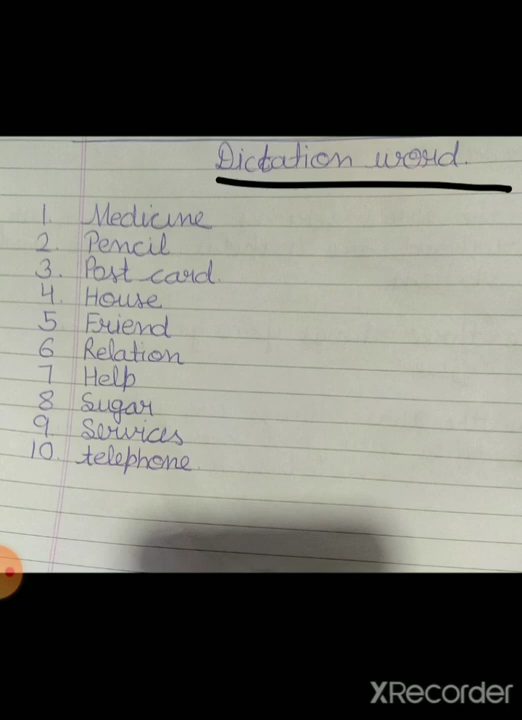 Dictation word.
1. Medicine
2. Pencil
3. Post card.
4. House
5 Friend
6 Relation
7 Help
8 Sugar
9. Services
10. telephone
XRecorder